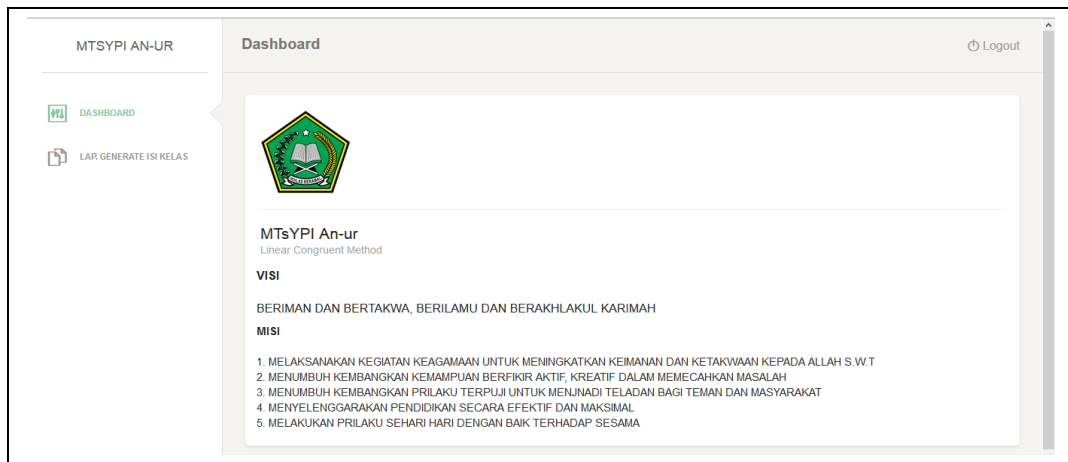 MTSYPI AN-UR
Dashboard
Logout
DASHBOARD
LAP. GENERATE ISI KELAS
MTsYPI An-ur
Linear Congruent Method
VISI
BERIMAN DAN BERTAKWA, BERILAMU DAN BERAKHLAKUL KARIMAH
MISI
1. MELAKSANAKAN KEGIATAN KEAGAMAAN UNTUK MENINGKATKAN KEIMANAN DAN KETAKWAAN KEPADA ALLAH S.W.T
2. MENUMBUH KEMBANGKAN KEMAMPUAN BERFIKIR AKTIF, KREATIF DALAM MEMECAHKAN MASALAH
3. MENUMBUH KEMBANGKAN PRILAKU TERPUJI UNTUK MENJNADI TELADAN BAGI TEMAN DAN MASYARAKAT
4. MENYELENGGARAKAN PENDIDIKAN SECARA EFEKTIF DAN MAKSIMAL
5. MELAKUKAN PRILAKU SEHARI HARI DENGAN BAIK TERHADAP SESAMA